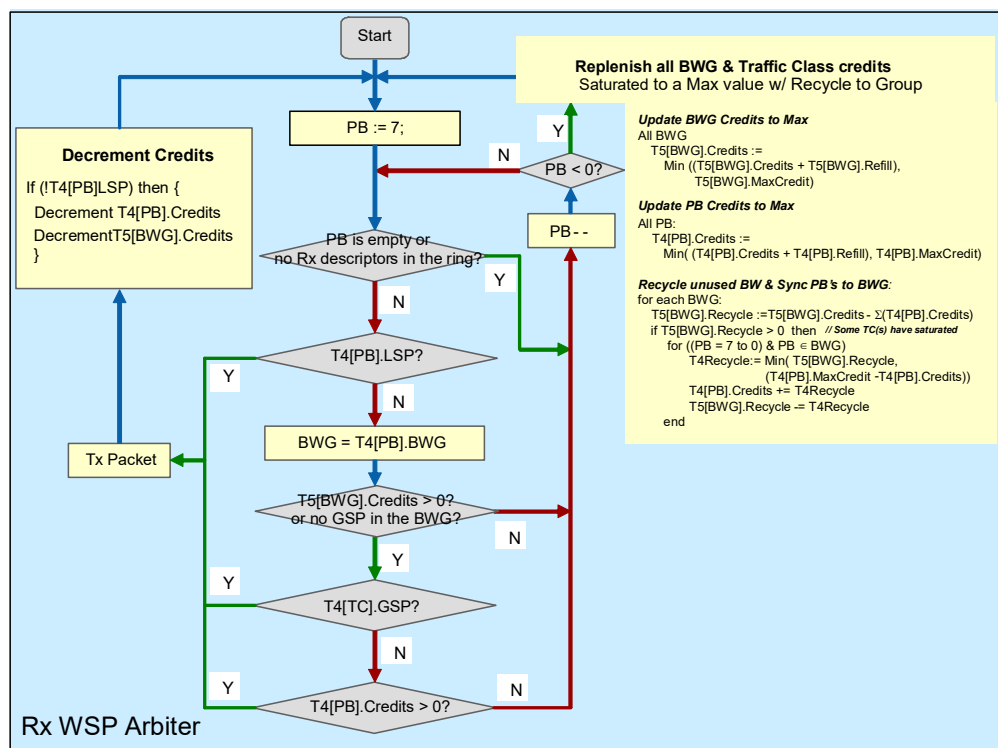 Start
Replenish all BWG & Traffic Class credits
Saturated to a Max value w/ Recycle to Group
PB := 7;
Y
N
PB < 0?
PB - -
Update BWG Credits to Max
All BWG
T5[BWG].Credits :=
Min ((T5[BWG].Credits + T5[BWG].Refill),
T5[BWG].MaxCredit)
Update PB Credits to Max
All PB:
T4[PB].Credits :=
Min( (T4[PB].Credits + T4[PB].Refill), T4[PB].MaxCredit)
Recycle unused BW & Sync PB's to BWG:
for each BWG:
T5[BWG].Recycle :=T5[BWG].Credits - Σ(T4[PB].Credits)
if T5[BWG].Recycle > 0 then // Some TC(s) have saturated
for ((PB = 7 to 0) & PB ∈ BWG)
T4Recycle:= Min( T5[BWG].Recycle,
(T4[PB].MaxCredit -T4[PB].Credits))
T4[PB].Credits += T4Recycle
T5[BWG].Recycle -= T4Recycle
end
Decrement Credits
If (!T4[PB]LSP) then {
Decrement T4[PB].Credits
DecrementT5[BWG].Credits
}
PB is empty or
no Rx descriptors in the ring?
Y
N
T4[PB].LSP?
Y
N
BWG = T4[PB].BWG
Tx Packet
T5[BWG].Credits > 0?
or no GSP in the BWG?
N
Y
Y
T4[TC].GSP?
N
Y
N
T4[PB].Credits > 0?
Rx WSP Arbiter